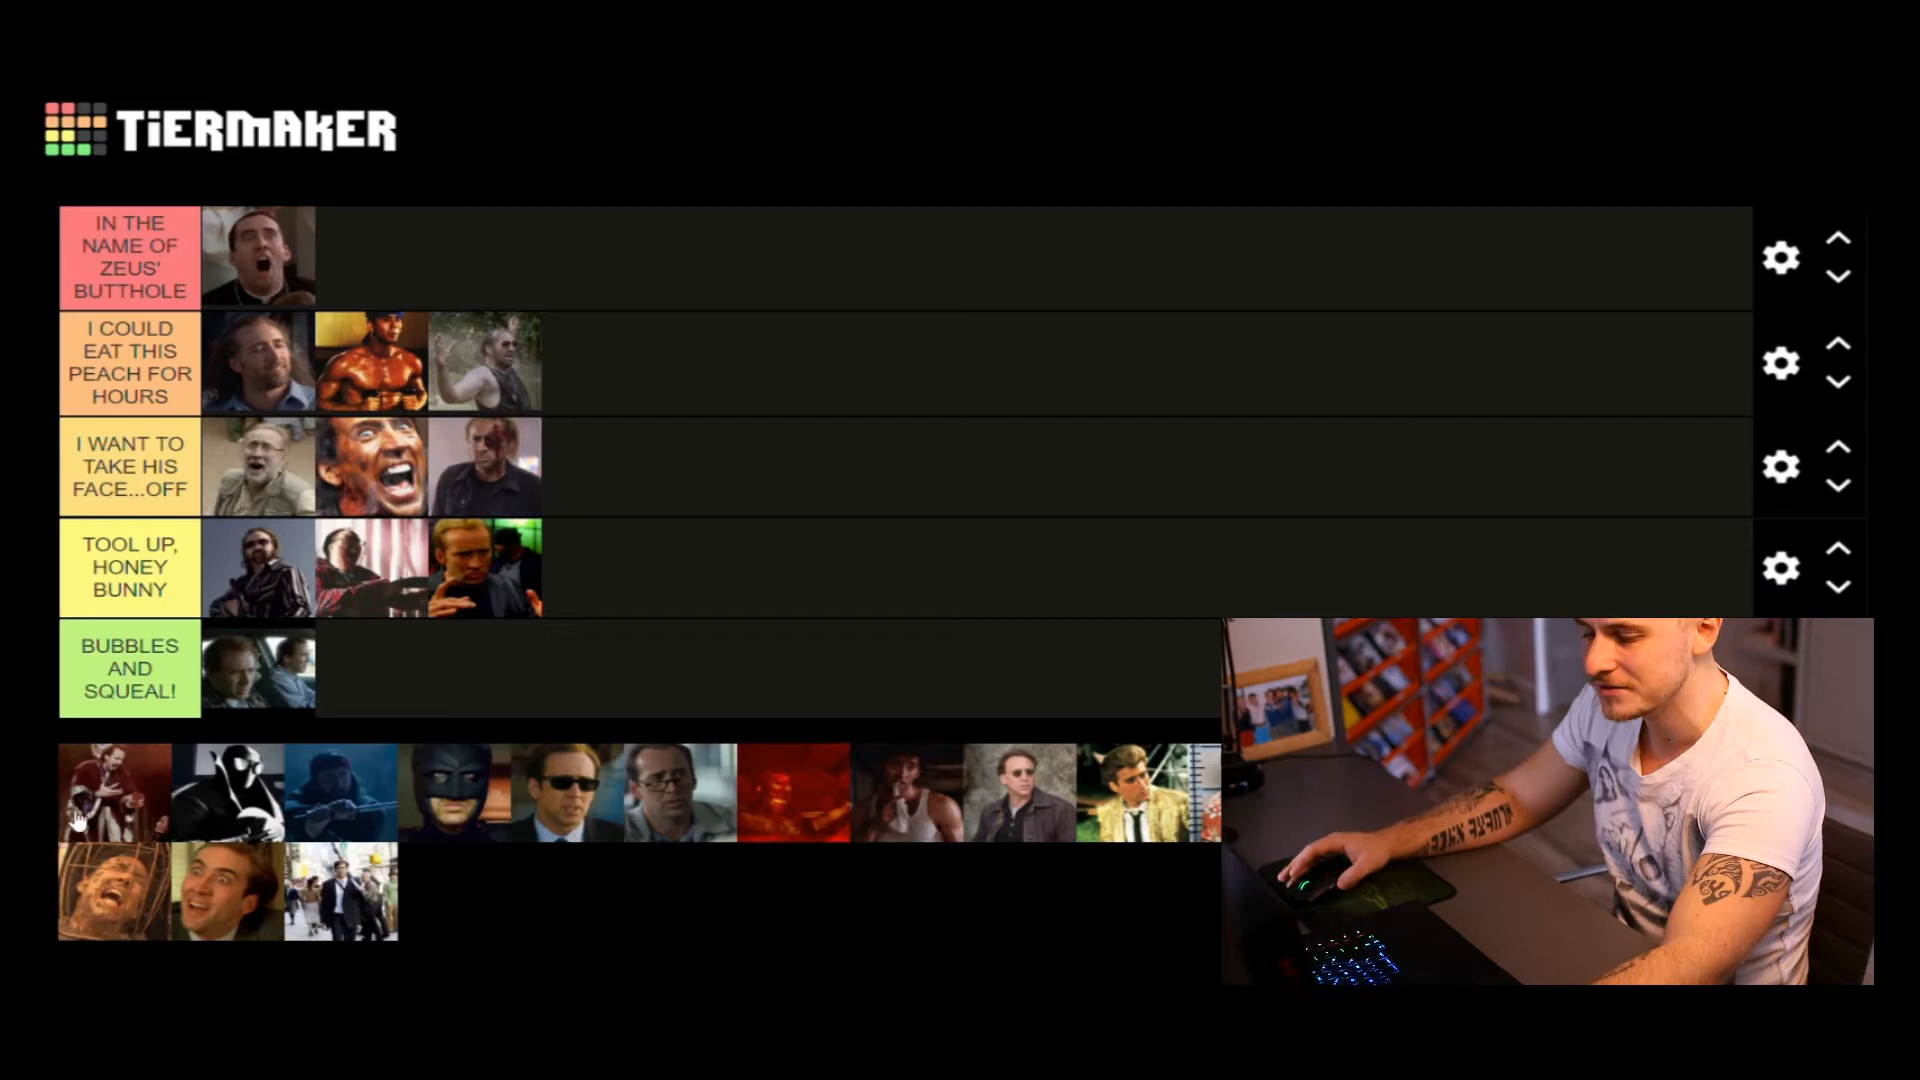 TiERMAKER
IN THE
NAME OF
ZEUS'
BUTTHOLE
I COULD
EAT THIS
PEACH FOR
HOURS
I WANT TO
TAKE HIS
FACE...OFF
TOOL UP,
HONEY
BUNNY
BUBBLES
AND
SQUEAL!